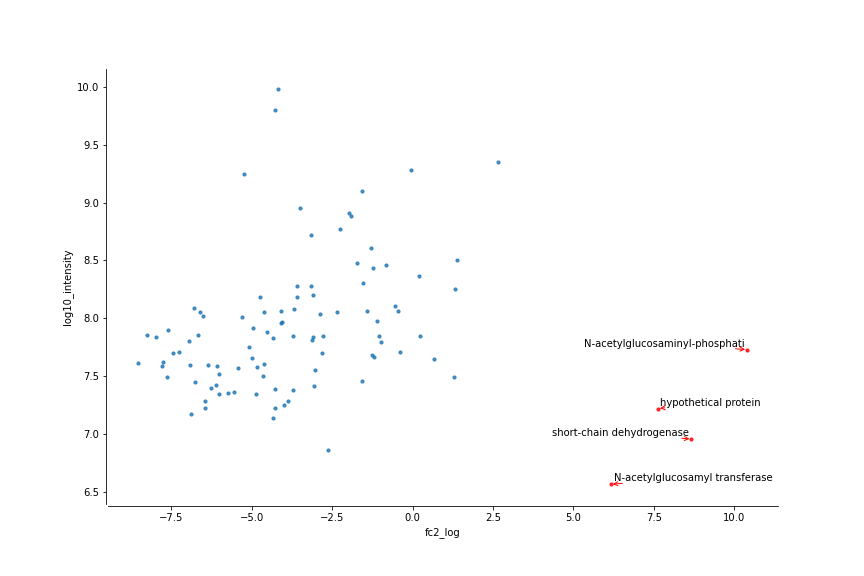 10.0
9.5
9.0
8.5
8.0
7.5
7.0
6.5
log10_intensity
N-acetylglucosaminyl-phosphati
hypothetical protein
short-chain dehydrogenase
N-acetylglucosamyl transferase
−7.5 −5.0 −2.5 0.0 2.5 5.0 7.5 10.0
fc2_log